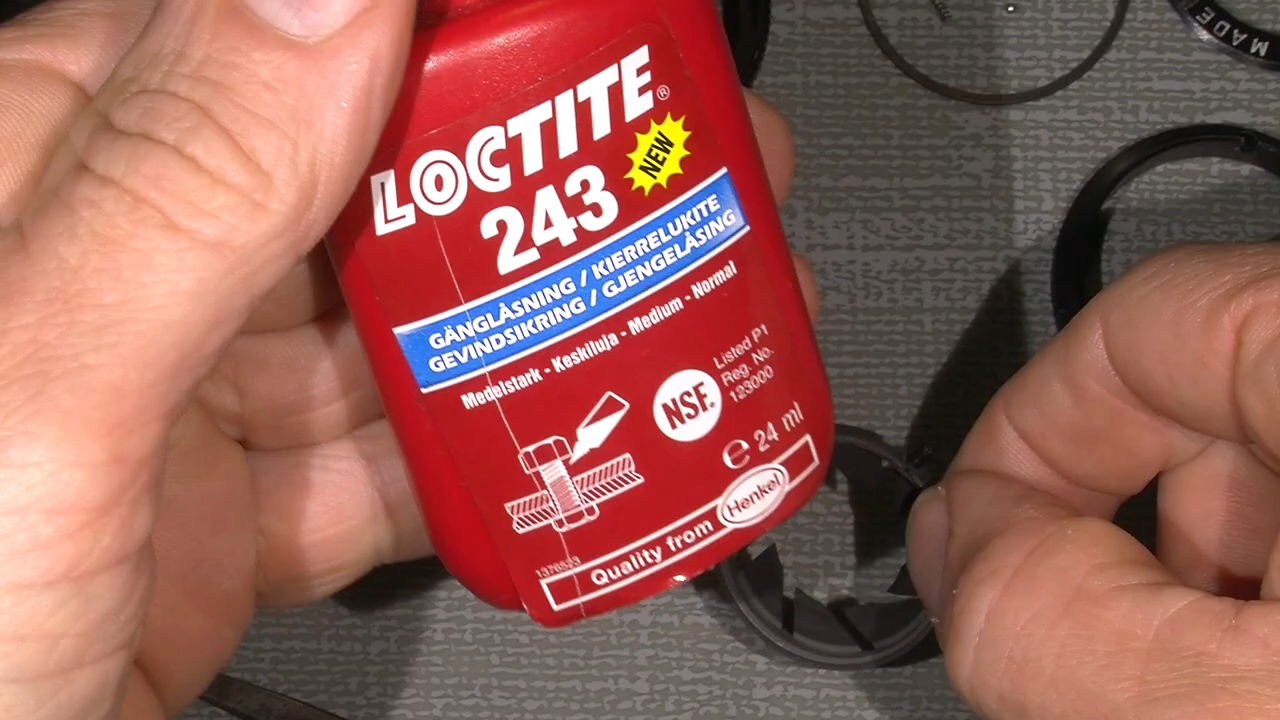 LOCTITE®
243
NEW
GÄNGLÅSNING / KIERRELUKITE
GEVINDSIKRING / GJENGELÅSING
Medelstark - Keskiluja - Medium - Normal
NSF.
Listed P1
Reg. No.
123000
℮ 24 ml
Quality from Henkel
MADE